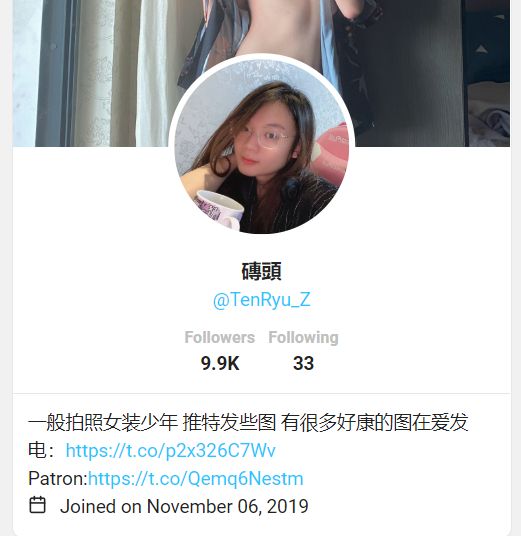 磚頭
@TenRyu_Z
Followers Following
9.9K 33
一般拍照女装少年 推特发些图 有很多好康的图在爱发
电：https://t.co/p2x326C7Wv
Patron:https://t.co/Qemq6Nestm
Joined on November 06, 2019